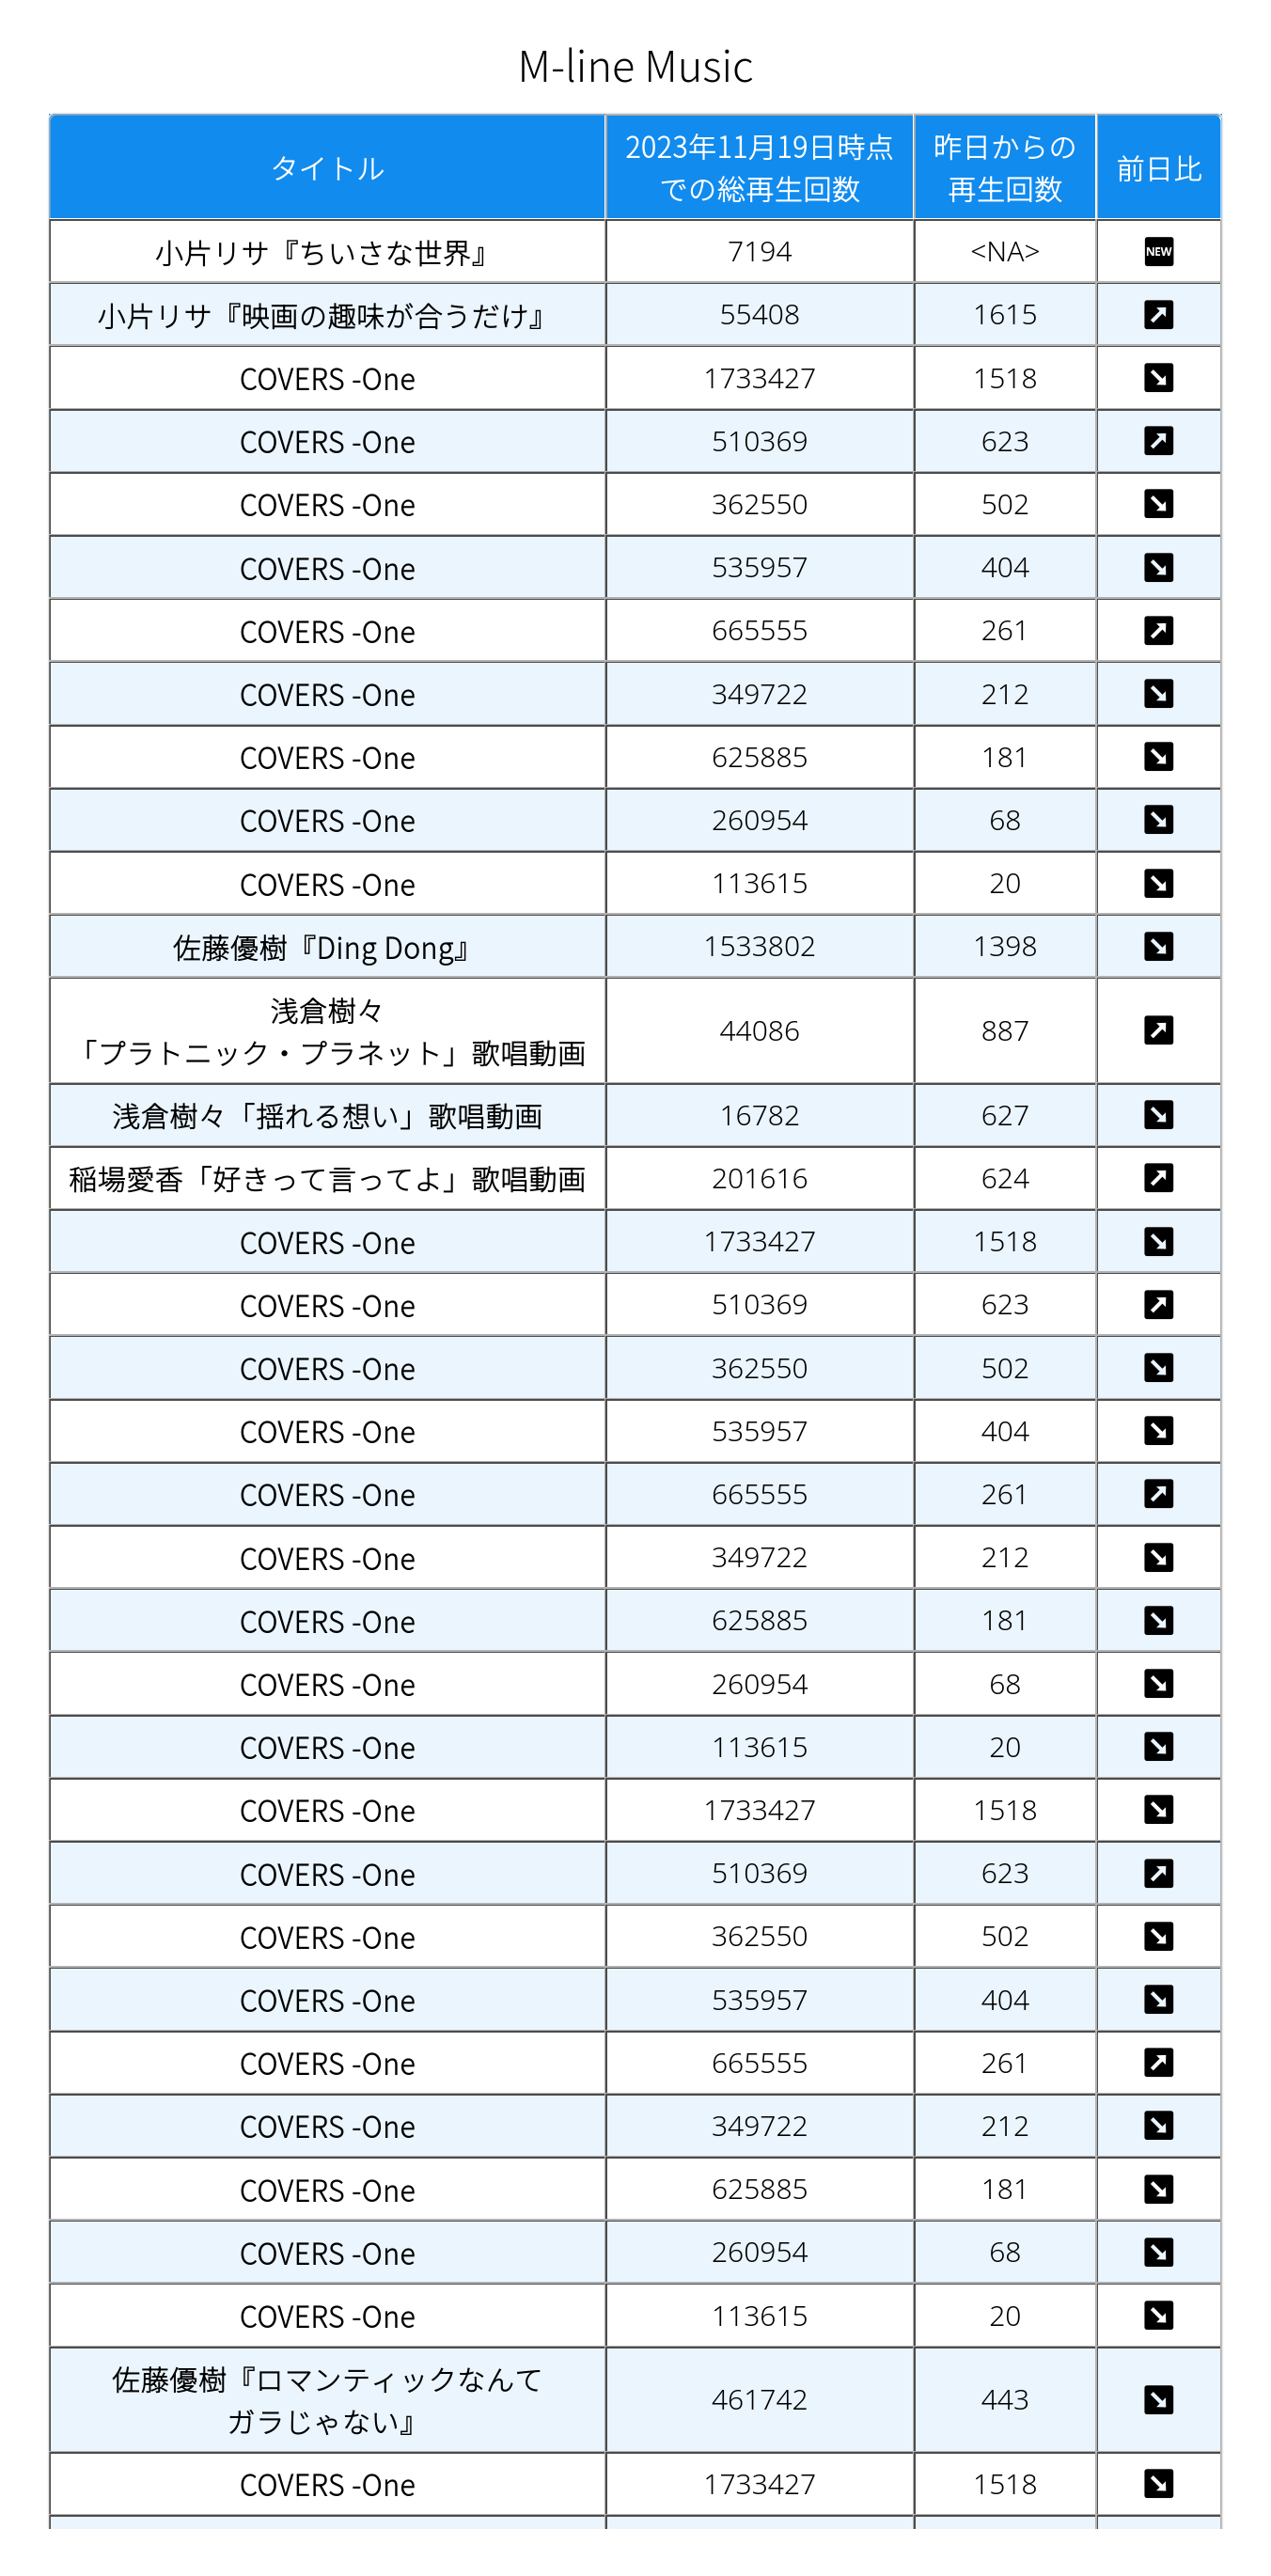 M-line Music
タイトル 2023年11月19日時点 昨日からの 前日比
での総再生回数 再生回数
小片リサ『ちいさな世界』 7194 <NA> NEW
小片リサ『映画の趣味が合うだけ』 55408 1615
COVERS -One 1733427 1518
COVERS -One 510369 623
COVERS -One 362550 502
COVERS -One 535957 404
COVERS -One 665555 261
COVERS -One 349722 212
COVERS -One 625885 181
COVERS -One 260954 68
COVERS -One 113615 20
佐藤優樹『Ding Dong』 1533802 1398
浅倉樹々
「プラトニック・プラネット」歌唱動画 44086 887
浅倉樹々「揺れる想い」歌唱動画 16782 627
稲場愛香「好きって言ってよ」歌唱動画 201616 624
COVERS -One 1733427 1518
COVERS -One 510369 623
COVERS -One 362550 502
COVERS -One 535957 404
COVERS -One 665555 261
COVERS -One 349722 212
COVERS -One 625885 181
COVERS -One 260954 68
COVERS -One 113615 20
COVERS -One 1733427 1518
COVERS -One 510369 623
COVERS -One 362550 502
COVERS -One 535957 404
COVERS -One 665555 261
COVERS -One 349722 212
COVERS -One 625885 181
COVERS -One 260954 68
COVERS -One 113615 20
佐藤優樹『ロマンティックなんて
ガラじゃない』 461742 443
COVERS -One 1733427 1518